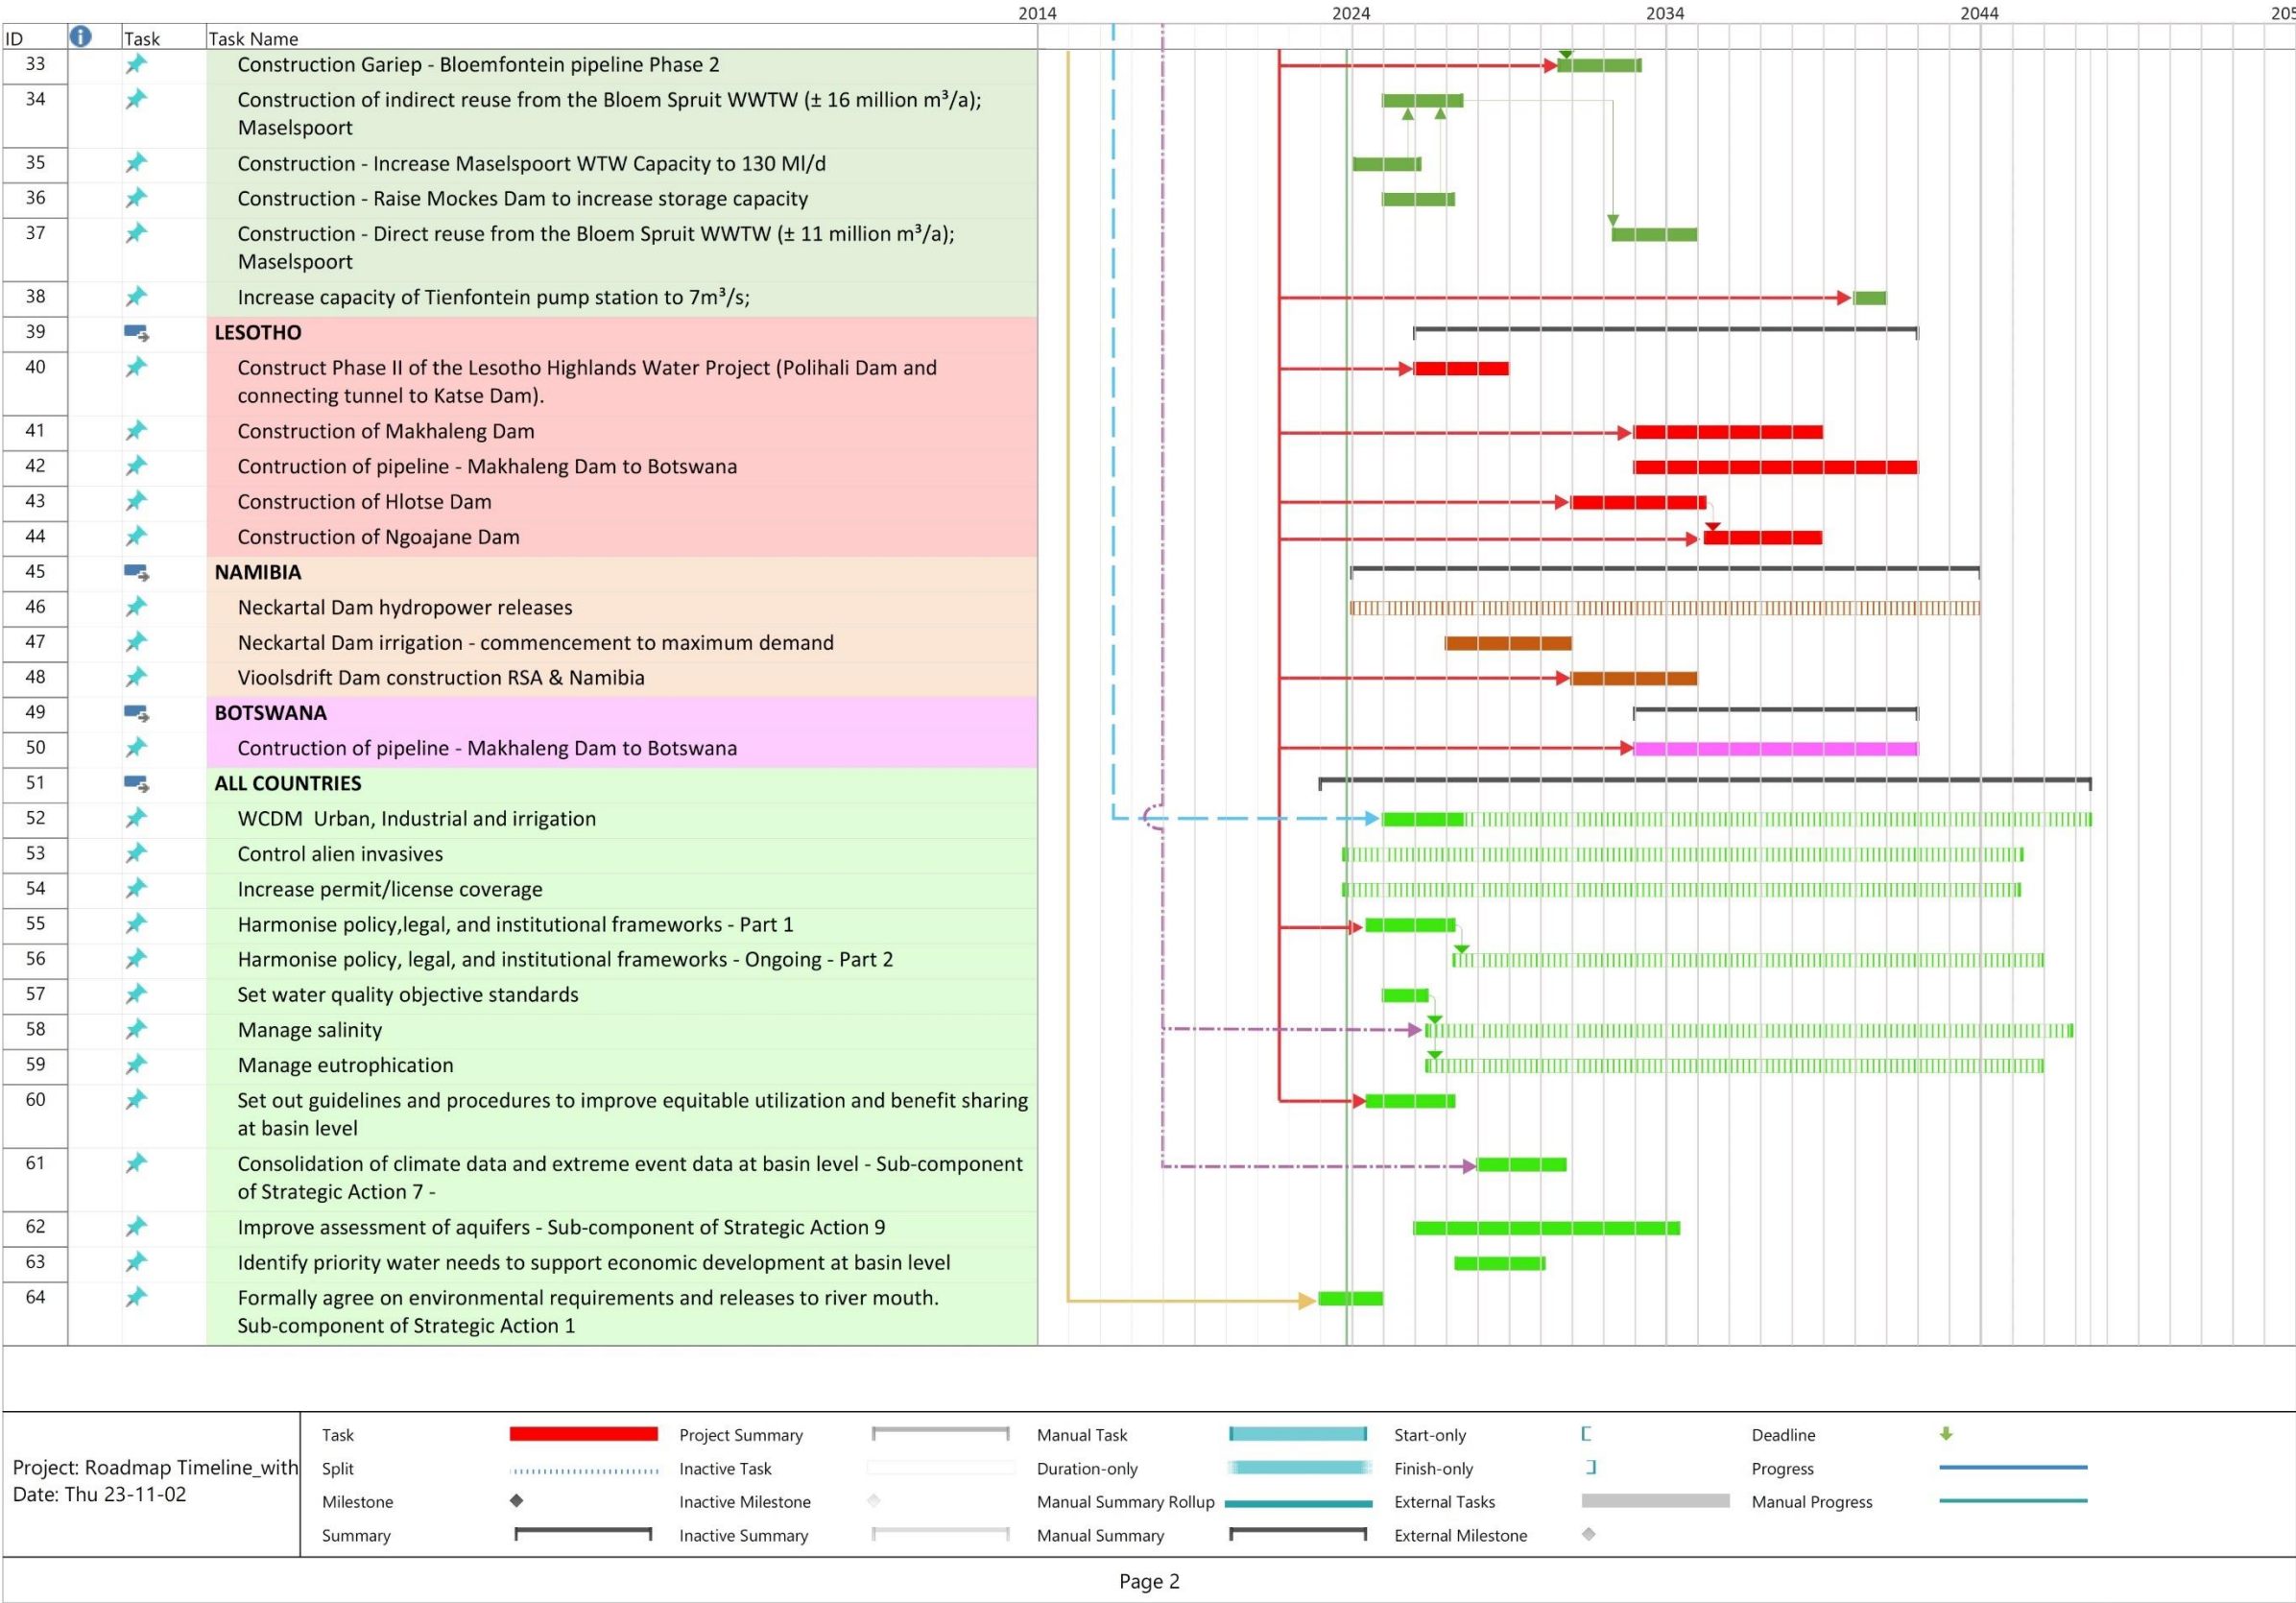 2014 2024 2034 2044 205
ID Task Task Name
33 Construction Gariep - Bloemfontein pipeline Phase 2
34 Construction of indirect reuse from the Bloem Spruit WWTW (± 16 million m³/a);
Maselspoort
35 Construction - Increase Maselspoort WTW Capacity to 130 Ml/d
36 Construction - Raise Mockes Dam to increase storage capacity
37 Construction - Direct reuse from the Bloem Spruit WWTW (± 11 million m³/a);
Maselspoort
38 Increase capacity of Tienfontein pump station to 7m³/s;
39 LESOTHO
40 Construct Phase II of the Lesotho Highlands Water Project (Polihali Dam and
connecting tunnel to Katse Dam).
41 Construction of Makhaleng Dam
42 Contruction of pipeline - Makhaleng Dam to Botswana
43 Construction of Hlotse Dam
44 Construction of Ngoajane Dam
45 NAMIBIA
46 Neckartal Dam hydropower releases
47 Neckartal Dam irrigation - commencement to maximum demand
48 Vioolsdrift Dam construction RSA & Namibia
49 BOTSWANA
50 Contruction of pipeline - Makhaleng Dam to Botswana
51 ALL COUNTRIES
52 WCDM  Urban, Industrial and irrigation
53 Control alien invasives
54 Increase permit/license coverage
55 Harmonise policy,legal, and institutional frameworks - Part 1
56 Harmonise policy, legal, and institutional frameworks - Ongoing - Part 2
57 Set water quality objective standards
58 Manage salinity
59 Manage eutrophication
60 Set out guidelines and procedures to improve equitable utilization and benefit sharing
at basin level
61 Consolidation of climate data and extreme event data at basin level - Sub-component
of Strategic Action 7 -
62 Improve assessment of aquifers - Sub-component of Strategic Action 9
63 Identify priority water needs to support economic development at basin level
64 Formally agree on environmental requirements and releases to river mouth.
Sub-component of Strategic Action 1
Project: Roadmap Timeline_with
Date: Thu 23-11-02
Task Project Summary Manual Task Start-only Deadline
Split Inactive Task Duration-only Finish-only Progress
Milestone Inactive Milestone Manual Summary Rollup External Tasks Manual Progress
Summary Inactive Summary Manual Summary External Milestone
Page 2